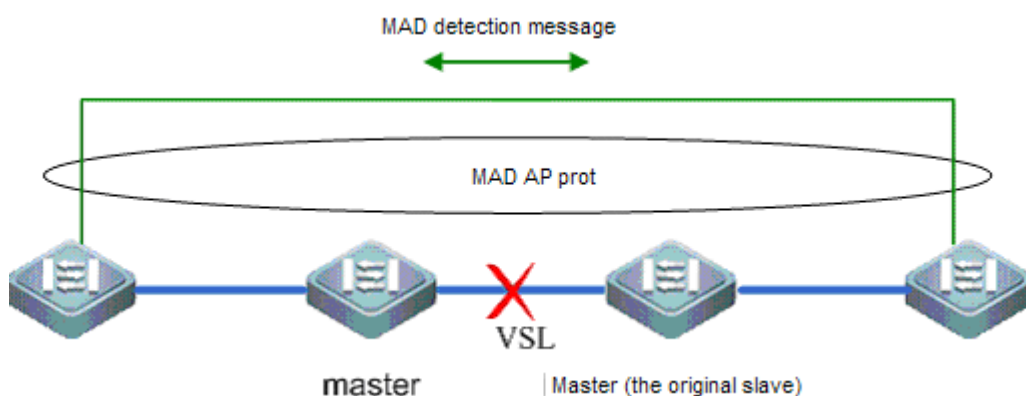 MAD detection message
MAD AP prot
VSL
master
Master (the original slave)